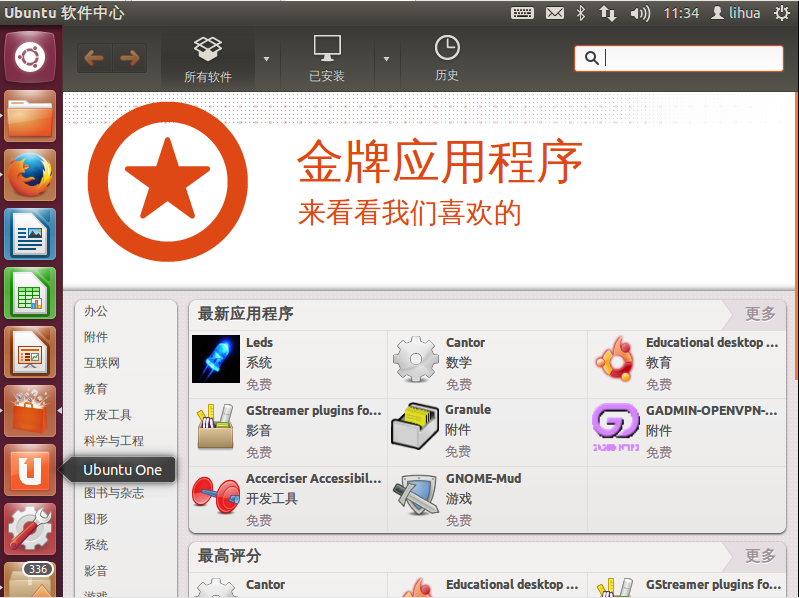 Ubuntu 软件中心
11:34 lihua
所有软件
已安装
历史
金牌应用程序
来看看我们喜欢的
办公
附件
互联网
教育
开发工具
科学与工程
Ubuntu One
图书与杂志
图形
系统
影音
游戏
336
最新应用程序
更多
Leds
系统
免费
Cantor
数学
免费
Educational desktop ...
教育
免费
GStreamer plugins fo...
影音
免费
Granule
附件
免费
GADMIN-OPENVPN-...
附件
免费
Accerciser Accessibil...
开发工具
免费
GNOME-Mud
游戏
免费
最高评分
更多
Cantor
Educational desktop ...
GStreamer plugins fo...